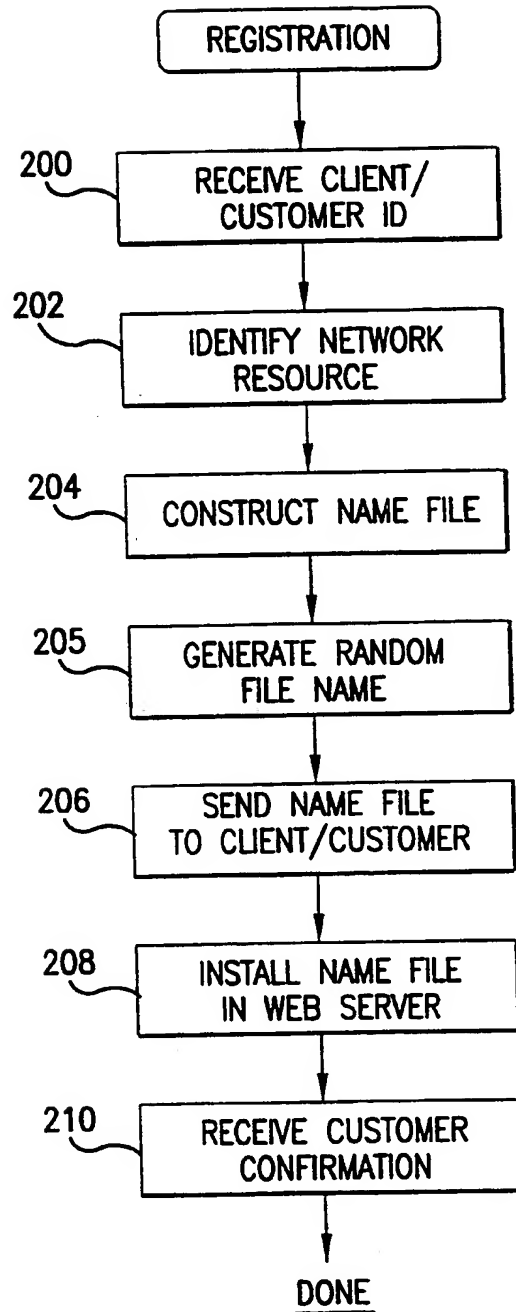 REGISTRATION
200
RECEIVE CLIENT/
CUSTOMER ID
202
IDENTIFY NETWORK
RESOURCE
204
CONSTRUCT NAME FILE
205
GENERATE RANDOM
FILE NAME
206
SEND NAME FILE
TO CLIENT/CUSTOMER
208
INSTALL NAME FILE
IN WEB SERVER
210
RECEIVE CUSTOMER
CONFIRMATION
DONE